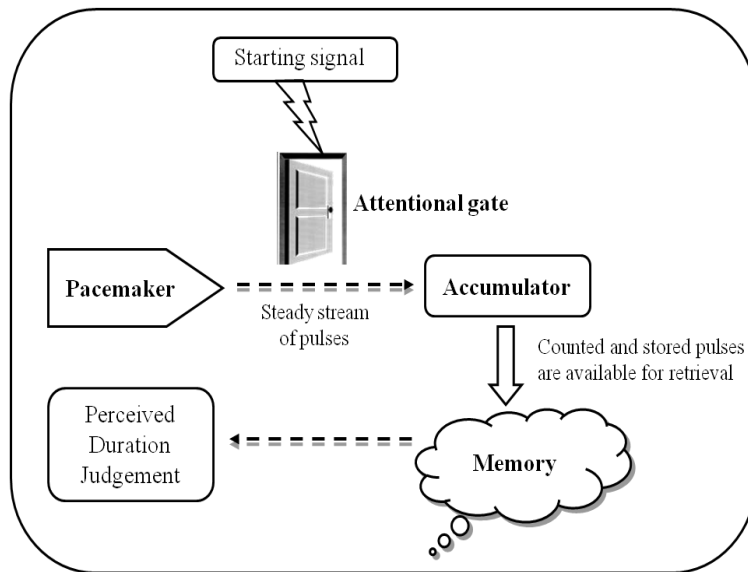 Starting signal
Attentional gate
Pacemaker
Steady stream
of pulses
Accumulator
Counted and stored pulses
are available for retrieval
Memory
Perceived
Duration
Judgement